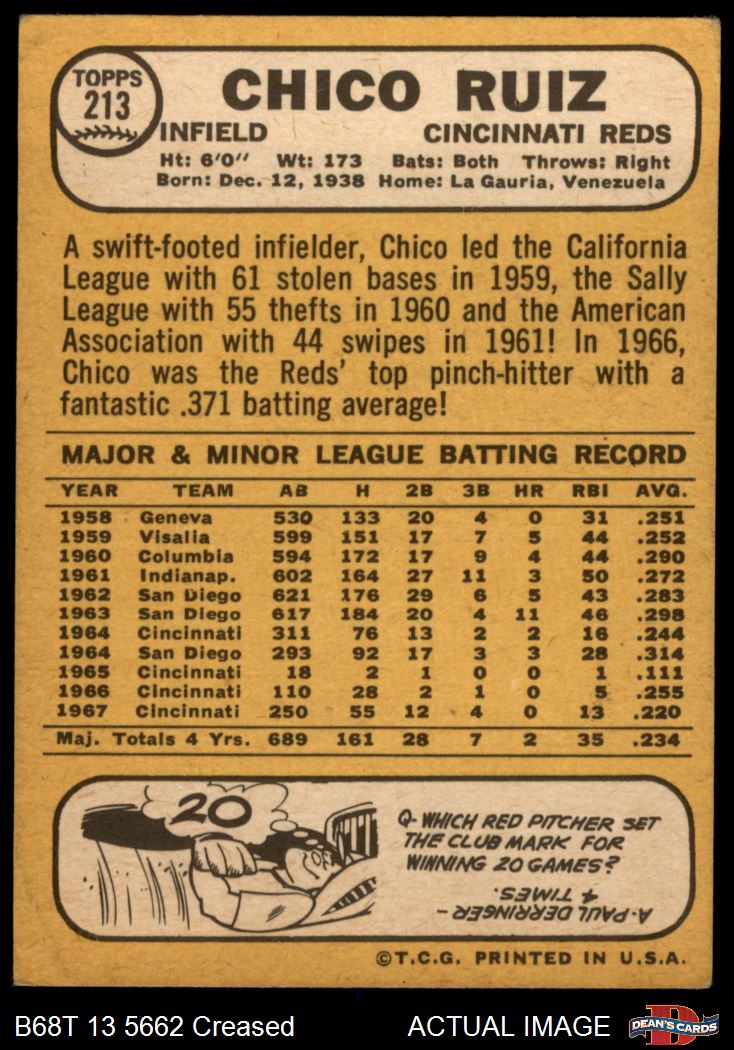 TOPPS
213
CHICO RUIZ
INFIELD CINCINNATI REDS
Ht: 6'0" Wt: 173 Bats: Both Throws: Right
Born: Dec. 12, 1938 Home: La Gauria, Venezuela
A swift-footed infielder, Chico led the California
League with 61 stolen bases in 1959, the Sally
League with 55 thefts in 1960 and the American
Association with 44 swipes in 1961! In 1966,
Chico was the Reds' top pinch-hitter with a
fantastic .371 batting average!
MAJOR & MINOR LEAGUE BATTING RECORD
YEAR TEAM AB H 2B 3B HR RBI AVG.
1958 Geneva 530 133 20 4 0 31 .251
1959 Visalia 599 151 17 7 5 44 .252
1960 Columbia 594 172 17 9 4 44 .290
1961 Indianap. 602 164 27 11 3 50 .272
1962 San Diego 621 176 29 6 5 43 .283
1963 San Diego 617 184 20 4 11 46 .298
1964 Cincinnati 311 76 13 2 2 16 .244
1964 San Diego 293 92 17 3 3 28 .314
1965 Cincinnati 18 2 1 0 0 1 .111
1966 Cincinnati 110 28 2 1 0 5 .255
1967 Cincinnati 250 55 12 4 0 13 .220
Maj. Totals 4 Yrs. 689 161 28 7 2 35 .234
20
Q- WHICH RED PITCHER SET
THE CLUB MARK FOR
WINNING 20 GAMES?
A- PAUL DERRINGER -
4 TIMES.
©T.C.G. PRINTED IN U.S.A.
B68T 13 5662 Creased ACTUAL IMAGE
D
DEAN'S CARDS